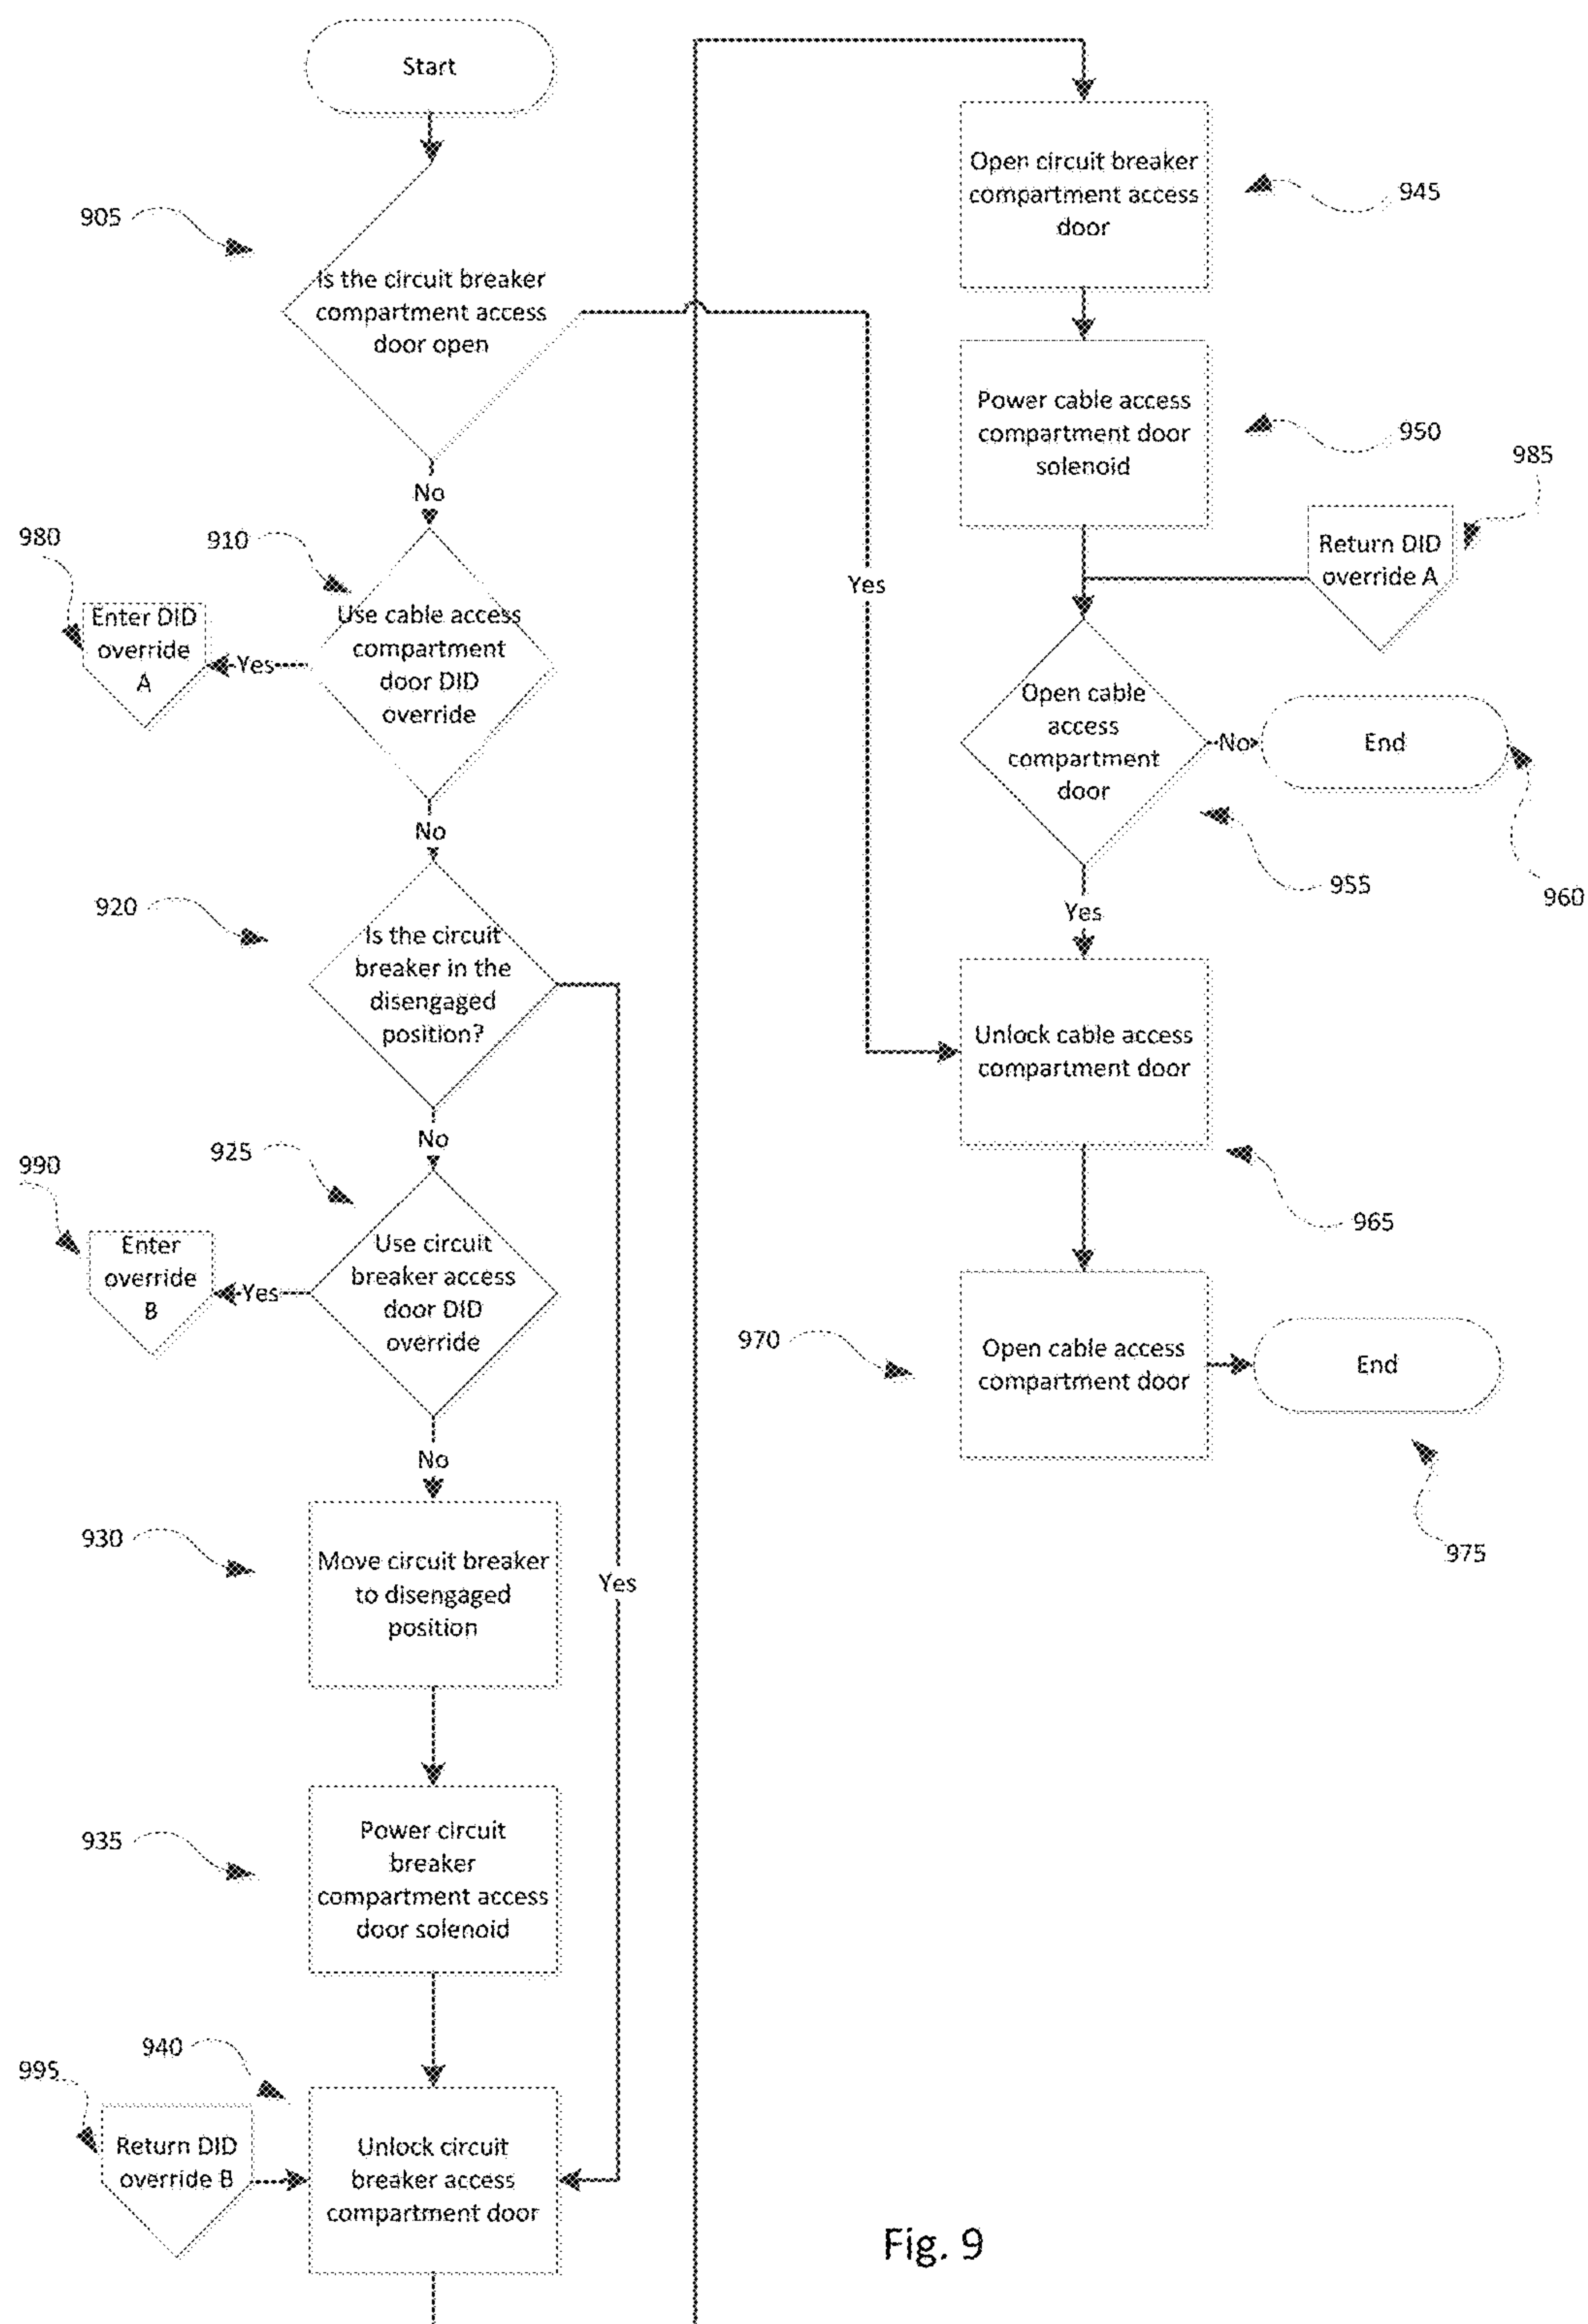 Start
905
Is the circuit breaker
compartment access
door open
No
980
910
Enter DID
override
A
Yes
Use cable access
compartment
door DID
override
No
920
Is the circuit
breaker in the
disengaged
position?
No
990
925
Enter
override
B
Yes
Use circuit
breaker access
door DID
override
No
930
Move circuit breaker
to disengaged
position
Yes
935
Power circuit
breaker
compartment access
door solenoid
940
995
Return DID
override B
Unlock circuit
breaker access
compartment door
Open circuit breaker
compartment access
door
945
Power cable access
compartment door
solenoid
950
985
Return DID
override A
Yes
Open cable
access
compartment
door
No
End
955
960
Yes
Unlock cable access
compartment door
965
970
Open cable access
compartment door
End
975
Fig. 9